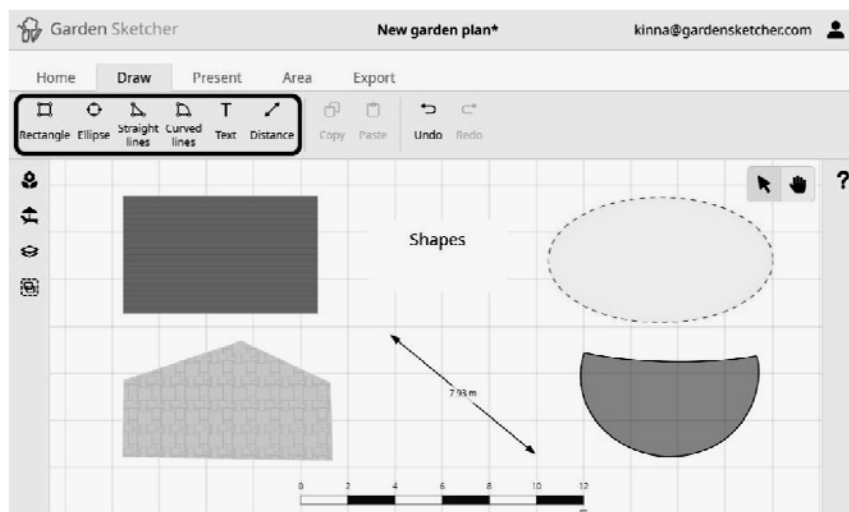 Garden Sketcher
New garden plan*
kinna@gardensketcher.com
Home Draw Present Area Export
Rectangle Ellipse Straight lines Curved lines Text Distance Copy Paste Undo Redo
?
Shapes
7.93 m
0 2 4 6 8 10 12